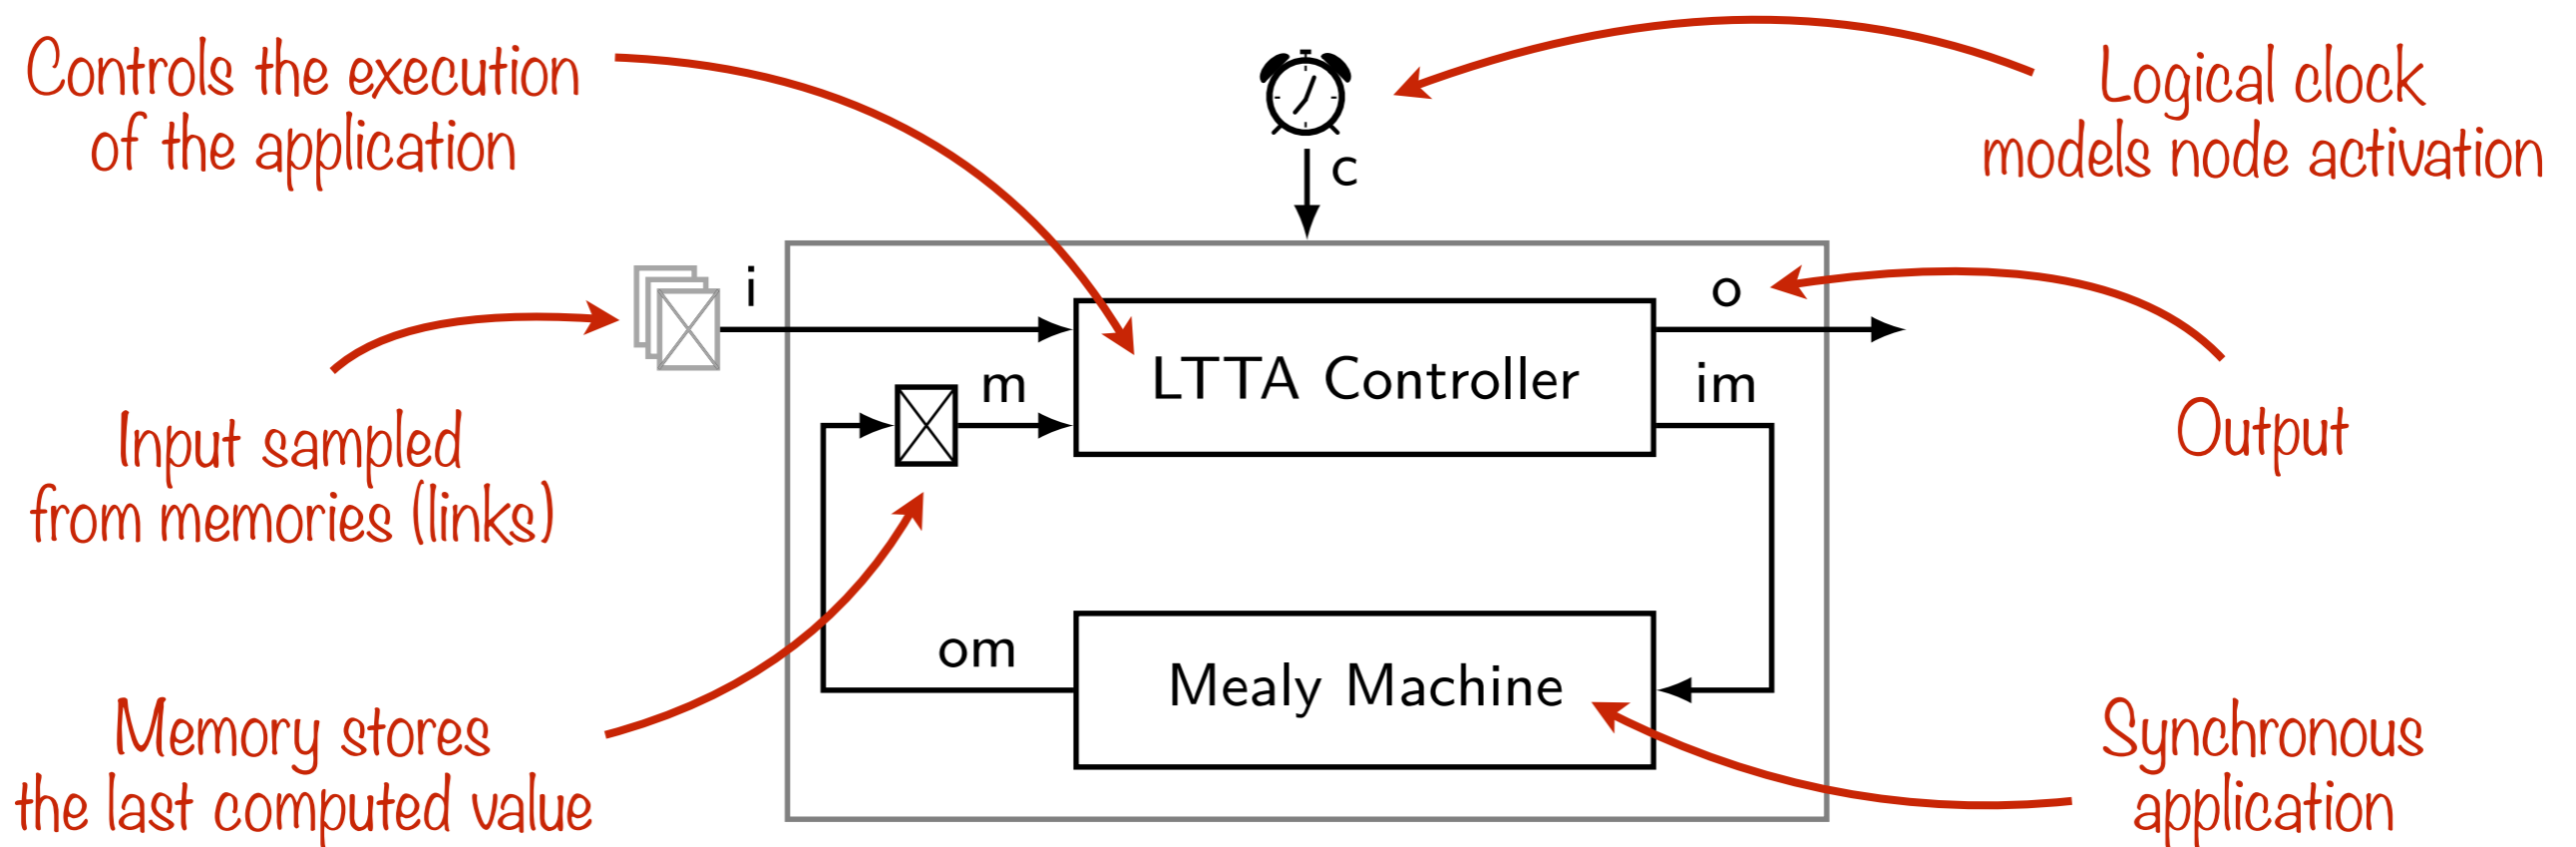 Controls the execution
of the application
Logical clock
models node activation
c
i
o
m
LTTA Controller
im
Input sampled
from memories (links)
Output
om
Mealy Machine
Memory stores
the last computed value
Synchronous
application